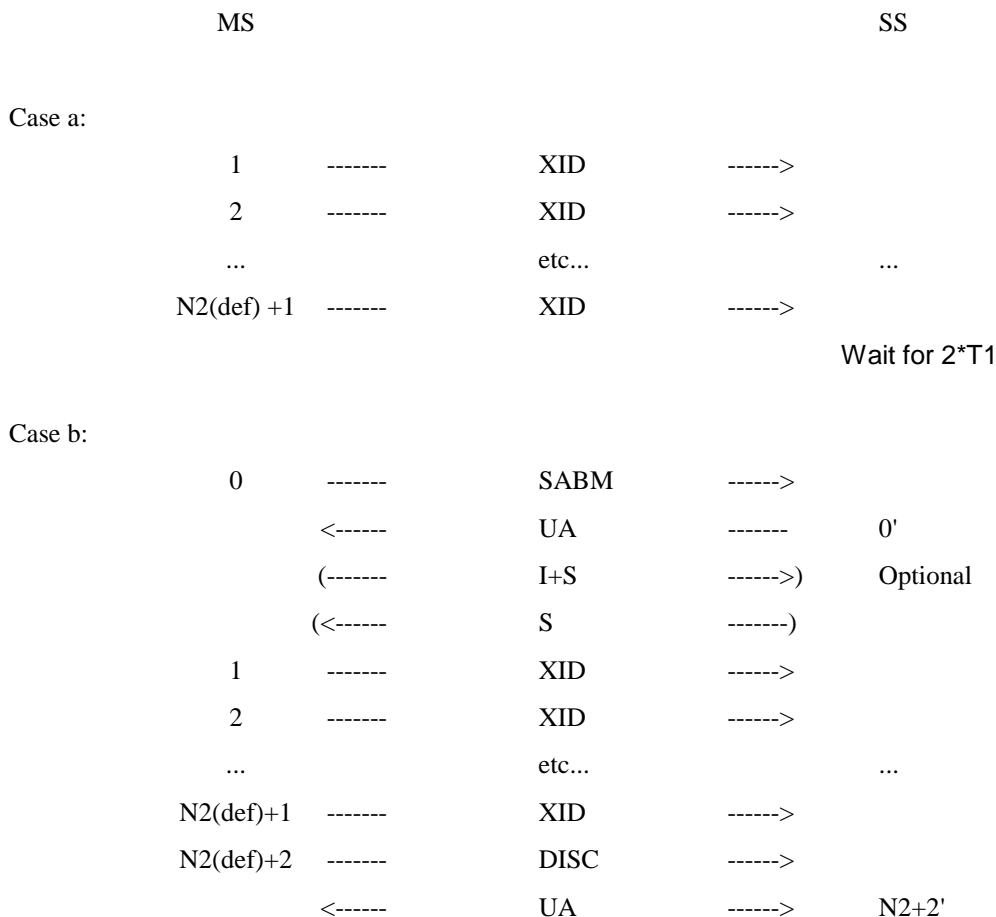 MS SS
Case a:
1 ------- XID ------>
2 ------- XID ------>
... etc... ...
N2(def) +1 ------- XID ------>
Wait for 2*T1
Case b:
0 ------- SABM ------>
<------ UA ------- 0'
(------- I+S ------>) Optional
(<------ S -------)
1 ------- XID ------>
2 ------- XID ------>
... etc... ...
N2(def)+1 ------- XID ------>
N2(def)+2 ------- DISC ------>
<------ UA ------> N2+2'